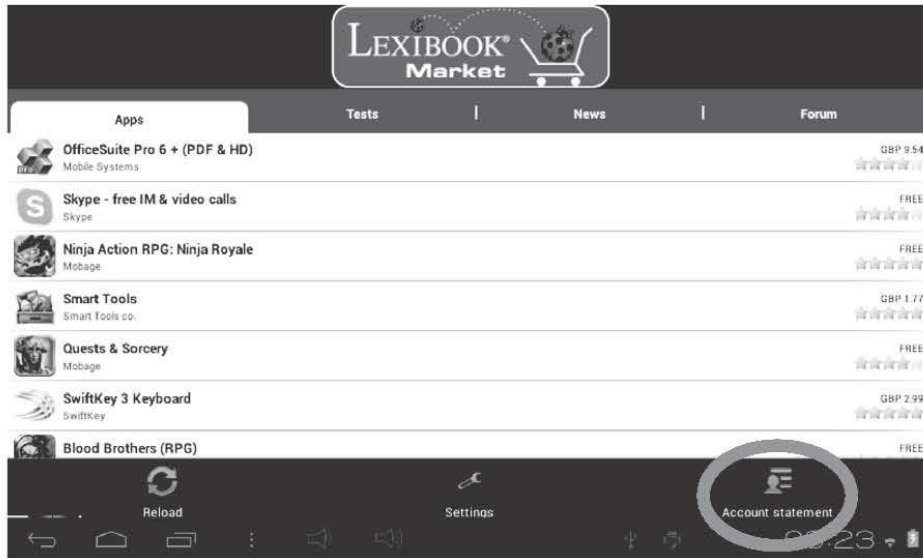 LEXIBOOK®
Market
Apps
Tests
News
Forum
OfficeSuite Pro 6 + (PDF & HD)
GBP 9.54
Mobile Systems
Skype - free IM & video calls
FREE
Skype
Ninja Action RPG: Ninja Royale
FREE
Mobage
Smart Tools
GBP 1.77
Smart Tools co.
Quests & Sorcery
FREE
Mobage
SwiftKey 3 Keyboard
GBP 2.99
SwiftKey
Blood Brothers (RPG)
FREE
Reload
Settings
Account statement